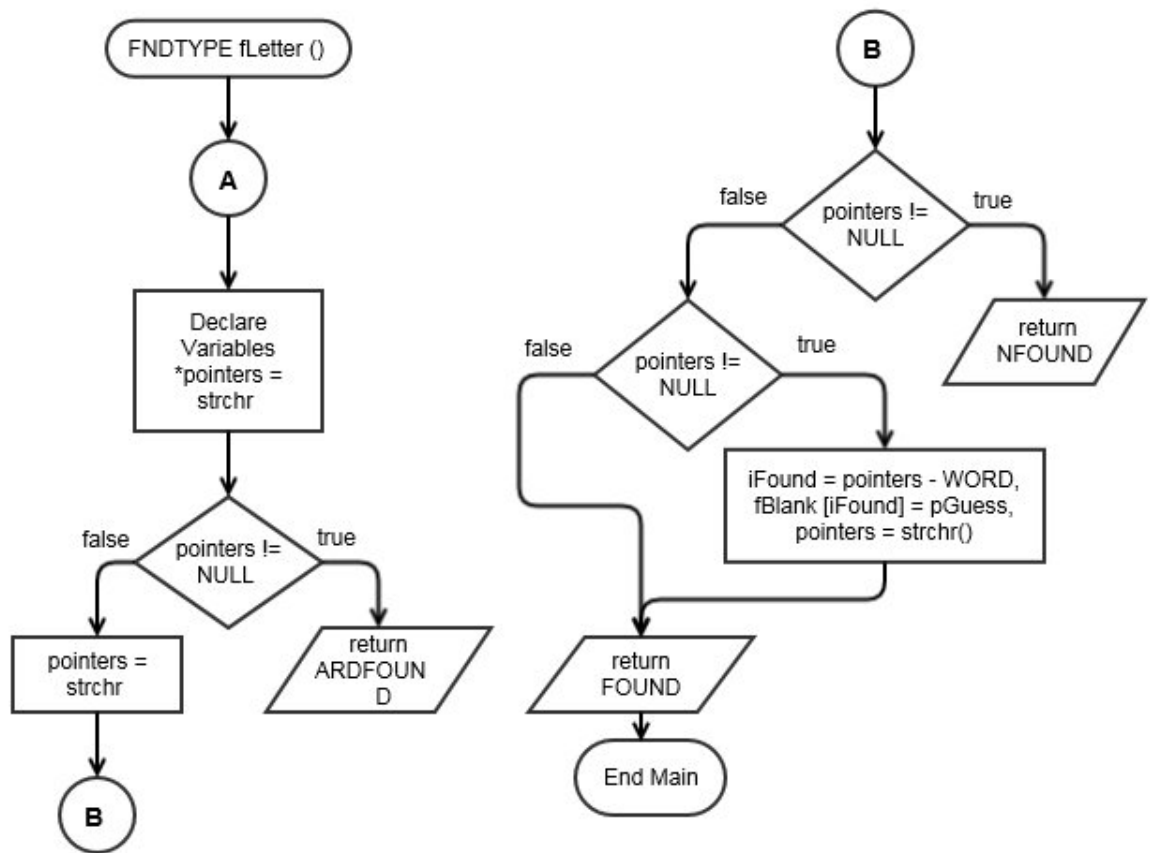 FNDTYPE fLetter ()
A
Declare
Variables
*pointers =
strchr
false
true
pointers !=
NULL
pointers =
strchr
return
ARDFOUN
D
B
B
false
true
pointers !=
NULL
return
NFOUND
false
true
pointers !=
NULL
iFound = pointers - WORD,
fBlank [iFound] = pGuess,
pointers = strchr()
return
FOUND
End Main